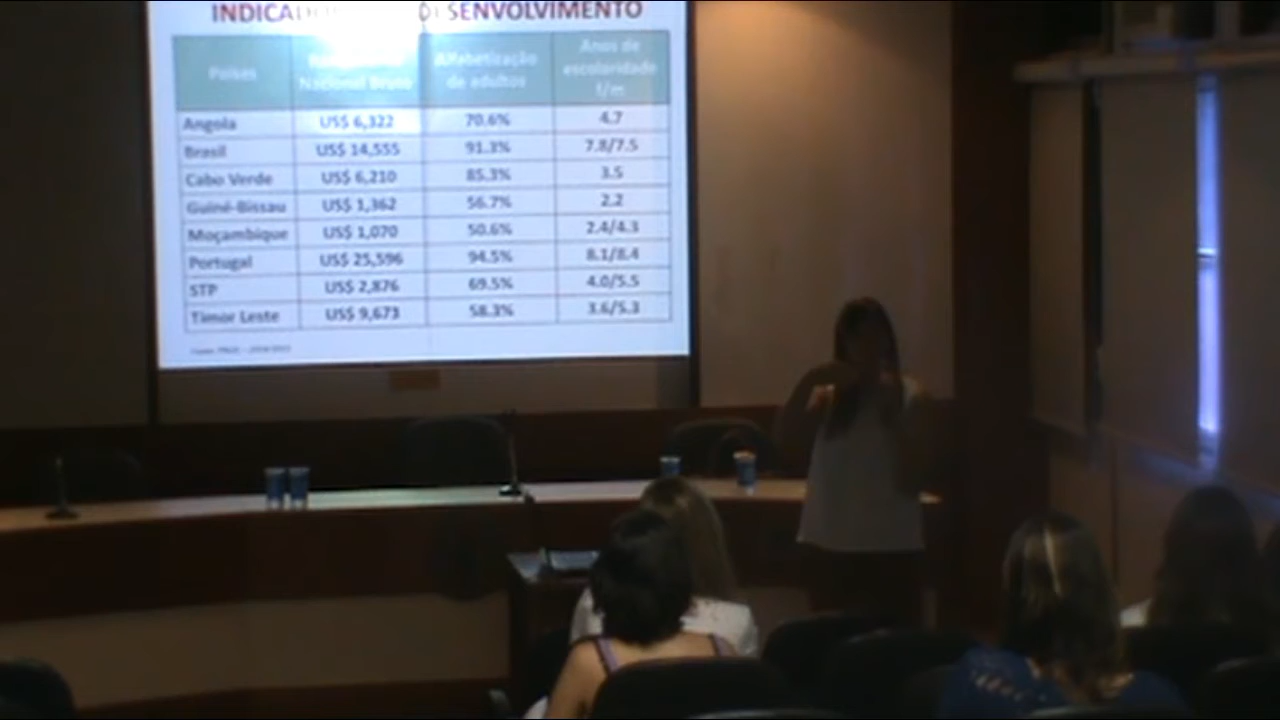 INDICADORES DE DESENVOLVIMENTO
Países Nacional Bruto Alfabetização de adultos Anos de escolaridade f/m
Angola US$ 6,322 70.6% 4.7
Brasil US$ 14,555 91.3% 7.8/7.5
Cabo Verde US$ 6,210 85.3% 3.5
Guiné-Bissau US$ 1,362 56.7% 2.2
Moçambique US$ 1,070 50.6% 2.4/4.3
Portugal US$ 25,596 94.5% 8.1/8.4
STP US$ 2,876 69.5% 4.0/5.5
Timor Leste US$ 9,673 58.3% 3.6/5.3